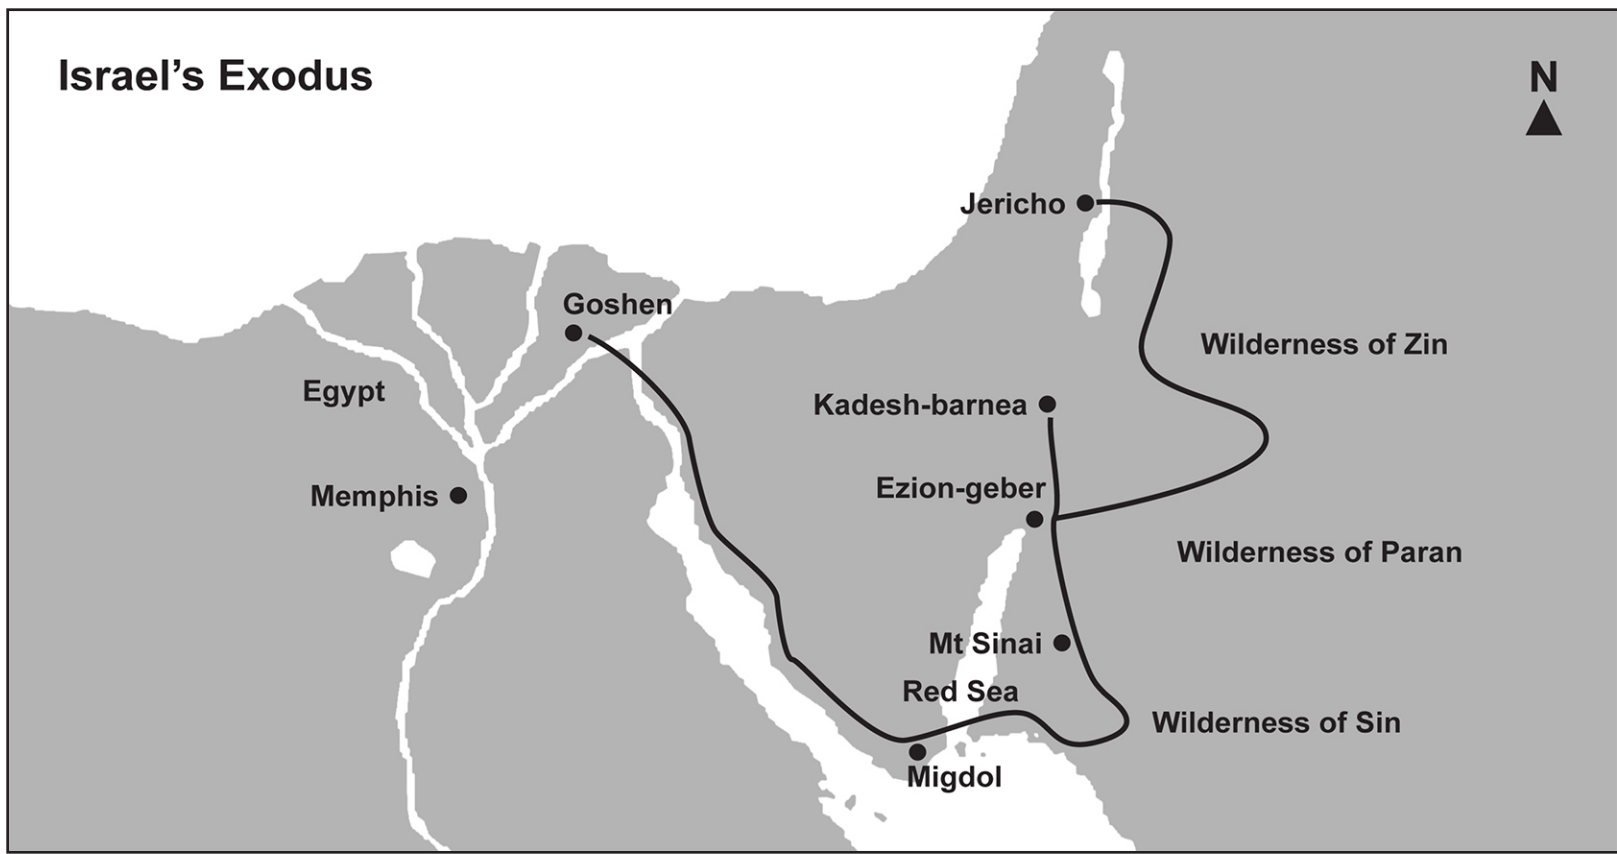 Israel's Exodus
N
Jericho
Goshen
Wilderness of Zin
Egypt
Kadesh-barnea
Ezion-geber
Memphis
Wilderness of Paran
Mt Sinai
Red Sea
Wilderness of Sin
Migdol